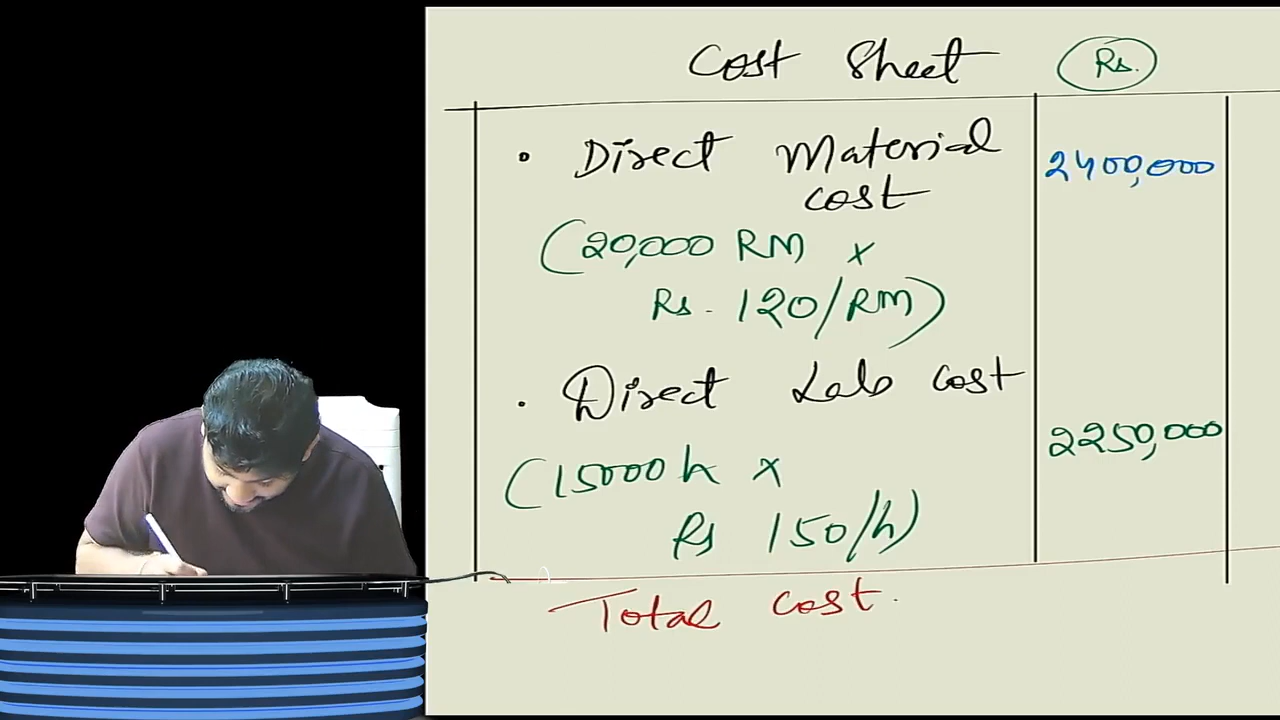 Cost Sheet Rs.
• Direct Material 2400,000
cost
(20,000 RM x
Rs. 120/RM)
• Direct Lab cost
2250,000
(15000 h x
Rs 150/h)
Total cost.